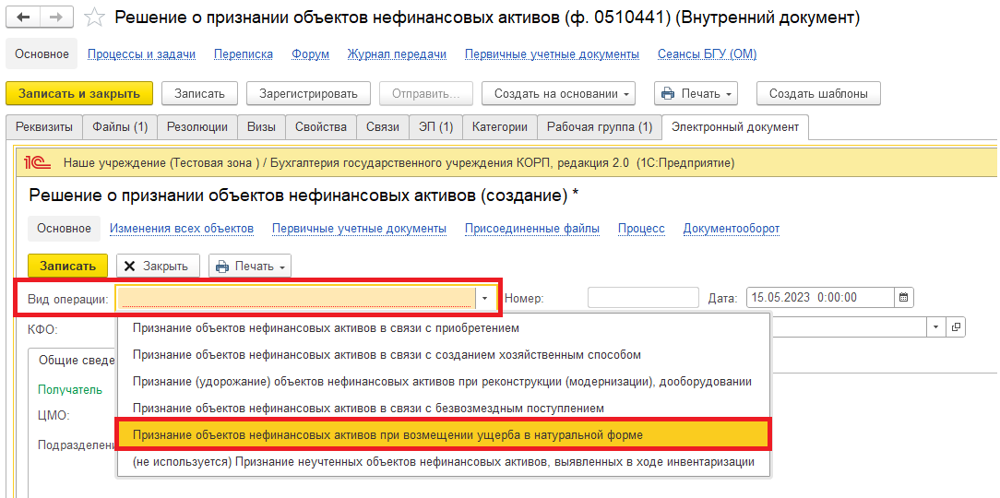 Решение о признании объектов нефинансовых активов (ф. 0510441) (Внутренний документ)
Основное Процессы и задачи Переписка Форум Журнал передачи Первичные учетные документы Сеансы БГУ (ОМ)
Записать и закрыть Записать Зарегистрировать Отправить... Создать на основании Печать Создать шаблоны
Реквизиты Файлы (1) Резолюции Визы Свойства Связи ЭП (1) Категории Рабочая группа (1) Электронный документ
1С Наше учреждение (Тестовая зона ) / Бухгалтерия государственного учреждения КОРП, редакция 2.0 (1С:Предприятие)
Решение о признании объектов нефинансовых активов (создание) *
Основное Изменения всех объектов Первичные учетные документы Присоединенные файлы Процесс Документооборот
Записать Закрыть Печать
Вид операции: Номер: Дата: 15.05.2023 0:00:00
КФО: Признание объектов нефинансовых активов в связи с приобретением
Признание объектов нефинансовых активов в связи с созданием хозяйственным способом
Общие сведе
Признание (удорожание) объектов нефинансовых активов при реконструкции (модернизации), дооборудовании
Получатель
Признание объектов нефинансовых активов в связи с безвозмездным поступлением
ЦМО:
Признание объектов нефинансовых активов при возмещении ущерба в натуральной форме
Подразделени
(не используется) Признание неучтенных объектов нефинансовых активов, выявленных в ходе инвентаризации